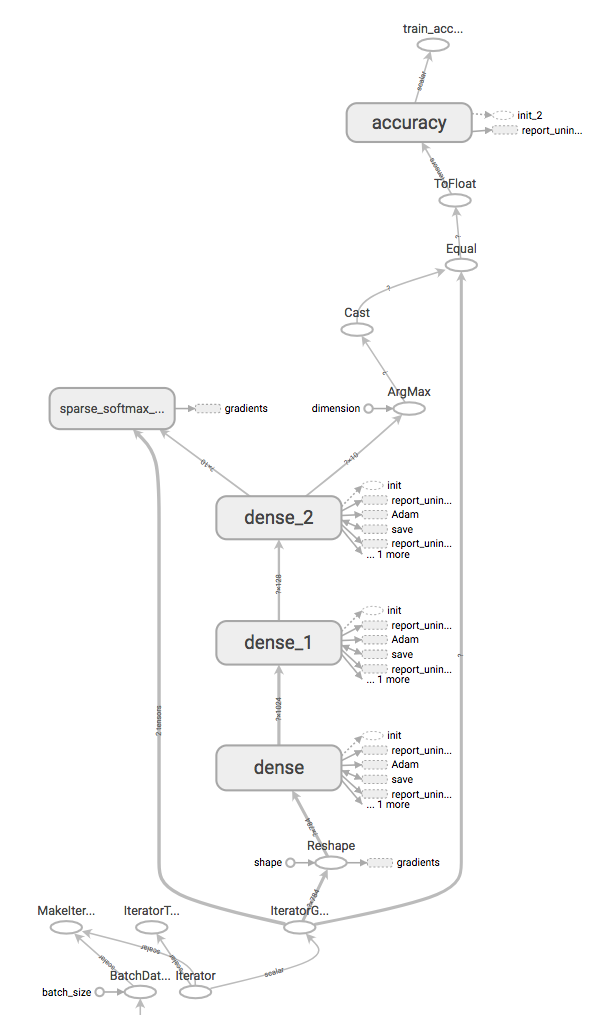 train_acc...
scalar
accuracy
init_2
report_unin...
tensors
ToFloat
?
Equal
?
Cast
?
ArgMax
dimension
sparse_softmax_...
gradients
?×10
?×10
dense_2
init
report_unin...
Adam
save
report_unin...
... 1 more
?×128
dense_1
init
report_unin...
Adam
save
report_unin...
... 1 more
?
?×1024
2 tensors
dense
init
report_unin...
Adam
save
report_unin...
... 1 more
?×784
Reshape
shape
gradients
?×784
MakeIter...
IteratorT...
IteratorG...
scalar
scalar
scalar
scalar
BatchDat...
Iterator
batch_size